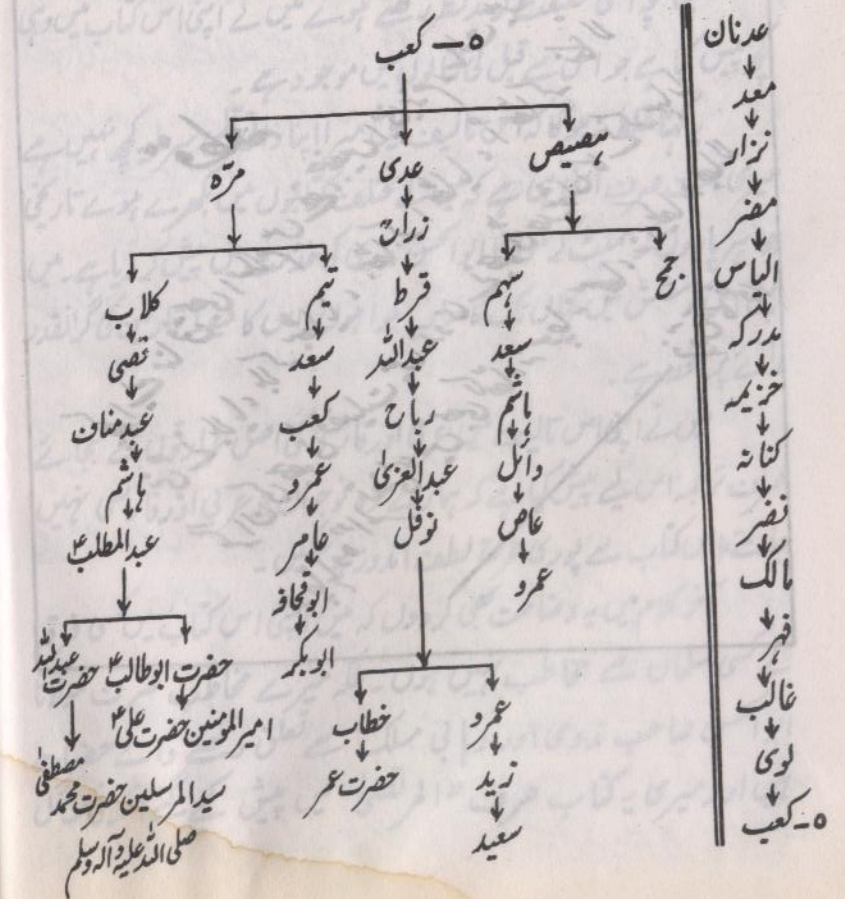 عدنان
معد
نزار
مضر
الیاس
مدرکہ
خزیمہ
کنانہ
نضر
مالک
فہر
غالب
لوی
۵۔کعب
۵ — کعب
ہصیص
عدی
مرّہ
جمح
سہم
سعد
ہاشم
وائل
عاص
عمرو
زراح
قرط
عبداللہ
رباح
عبدالعزیٰ
نوفل
عمرو
زید
سعید
خطاب
حضرت عمر
تیم
سعد
کعب
عمرو
عامر
ابوقحافہ
ابوبکر
کلاب
قصی
عبدمناف
ہاشم
عبدالمطلبؑ
حضرت ابوطالبؑ
امیرالمومنین حضرت علیؑ
حضرت عبداللہ
سیدالمرسلین حضرت محمد مصطفیٰ
صلی اللہ علیہ وآلہ وسلم